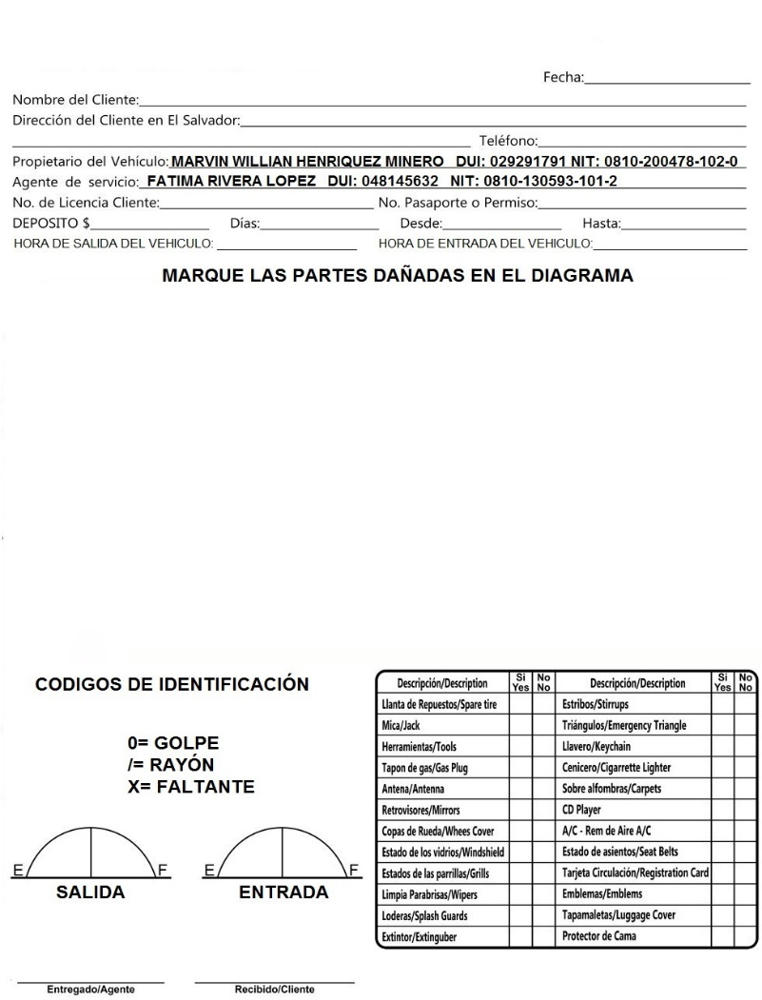 Fecha:
Nombre del Cliente:
Dirección del Cliente en El Salvador:
Teléfono:
Propietario del Vehículo: MARVIN WILLIAN HENRIQUEZ MINERO DUI: 029291791 NIT: 0810-200478-102-0
Agente de servicio: FATIMA RIVERA LOPEZ DUI: 048145632 NIT: 0810-130593-101-2
No. de Licencia Cliente: No. Pasaporte o Permiso:
DEPOSITO $ Días: Desde: Hasta:
HORA DE SALIDA DEL VEHICULO: HORA DE ENTRADA DEL VEHICULO:
MARQUE LAS PARTES DAÑADAS EN EL DIAGRAMA
CODIGOS DE IDENTIFICACIÓN
0= GOLPE
/= RAYÓN
X= FALTANTE
E F E F
SALIDA ENTRADA
Descripción/Description Si Yes No No Descripción/Description Si Yes No No
Llanta de Repuestos/Spare tire Estribos/Stirrups
Mica/Jack Triángulos/Emergency Triangle
Herramientas/Tools Llavero/Keychain
Tapon de gas/Gas Plug Cenicero/Cigarrette Lighter
Antena/Antenna Sobre alfombras/Carpets
Retrovisores/Mirrors CD Player
Copas de Rueda/Whees Cover A/C - Rem de Aire A/C
Estado de los vidrios/Windshield Estado de asientos/Seat Belts
Estados de las parrillas/Grills Tarjeta Circulación/Registration Card
Limpia Parabrisas/Wipers Emblemas/Emblems
Loderas/Splash Guards Tapamaletas/Luggage Cover
Extintor/Extinguber Protector de Cama
Entregado/Agente Recibido/Cliente